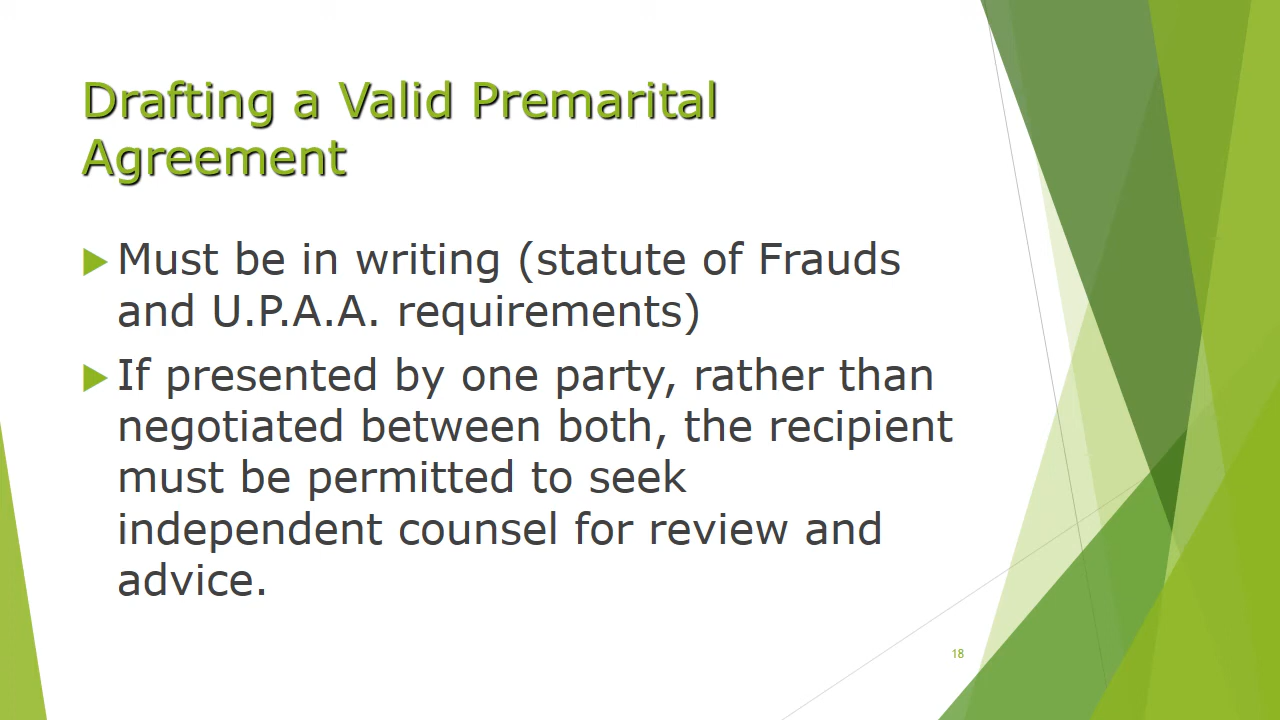 Drafting a Valid Premarital
Agreement
Must be in writing (statute of Frauds
and U.P.A.A. requirements)
If presented by one party, rather than
negotiated between both, the recipient
must be permitted to seek
independent counsel for review and
advice.
18